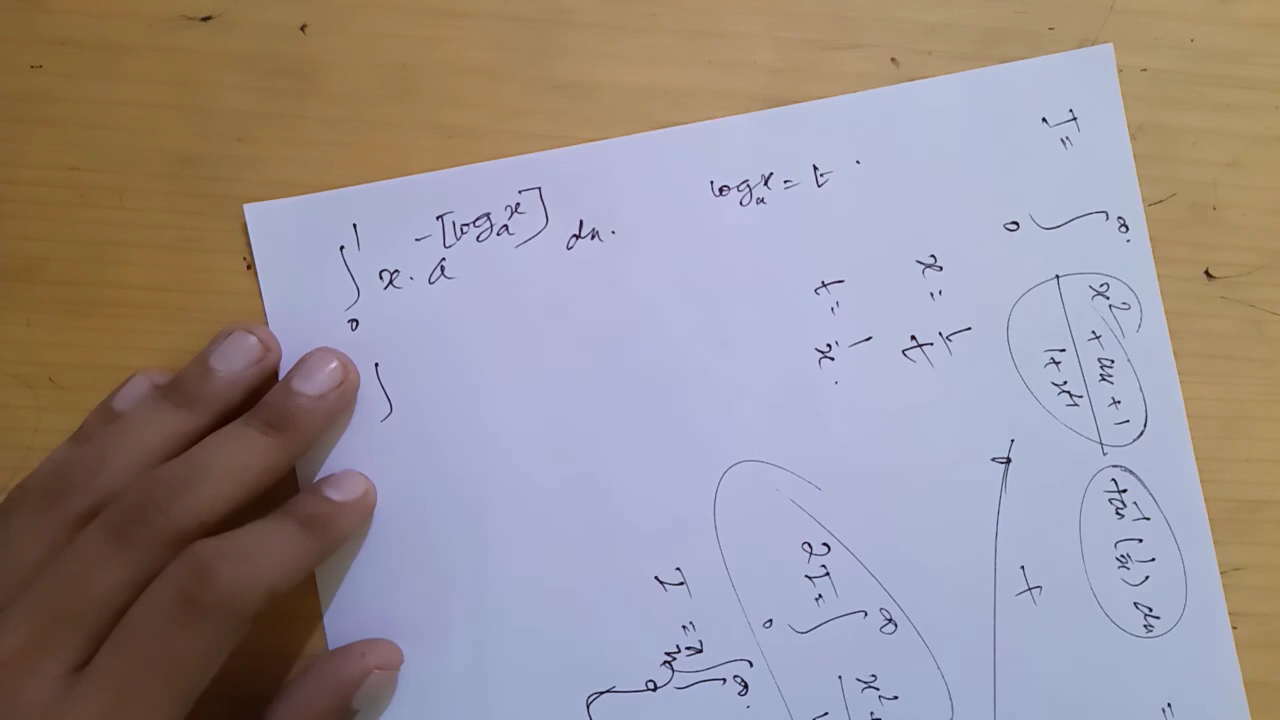 ∫₀¹ x·a^(-[logₐx]) dx.
logₐx = t.
∫
x = 1/t
t = 1/x.
I =
∫₀^∞ (x² + ax + 1)/(1 + x⁴) tan⁻¹(1/x) dx
+
2I = ∫₀^∞
I =